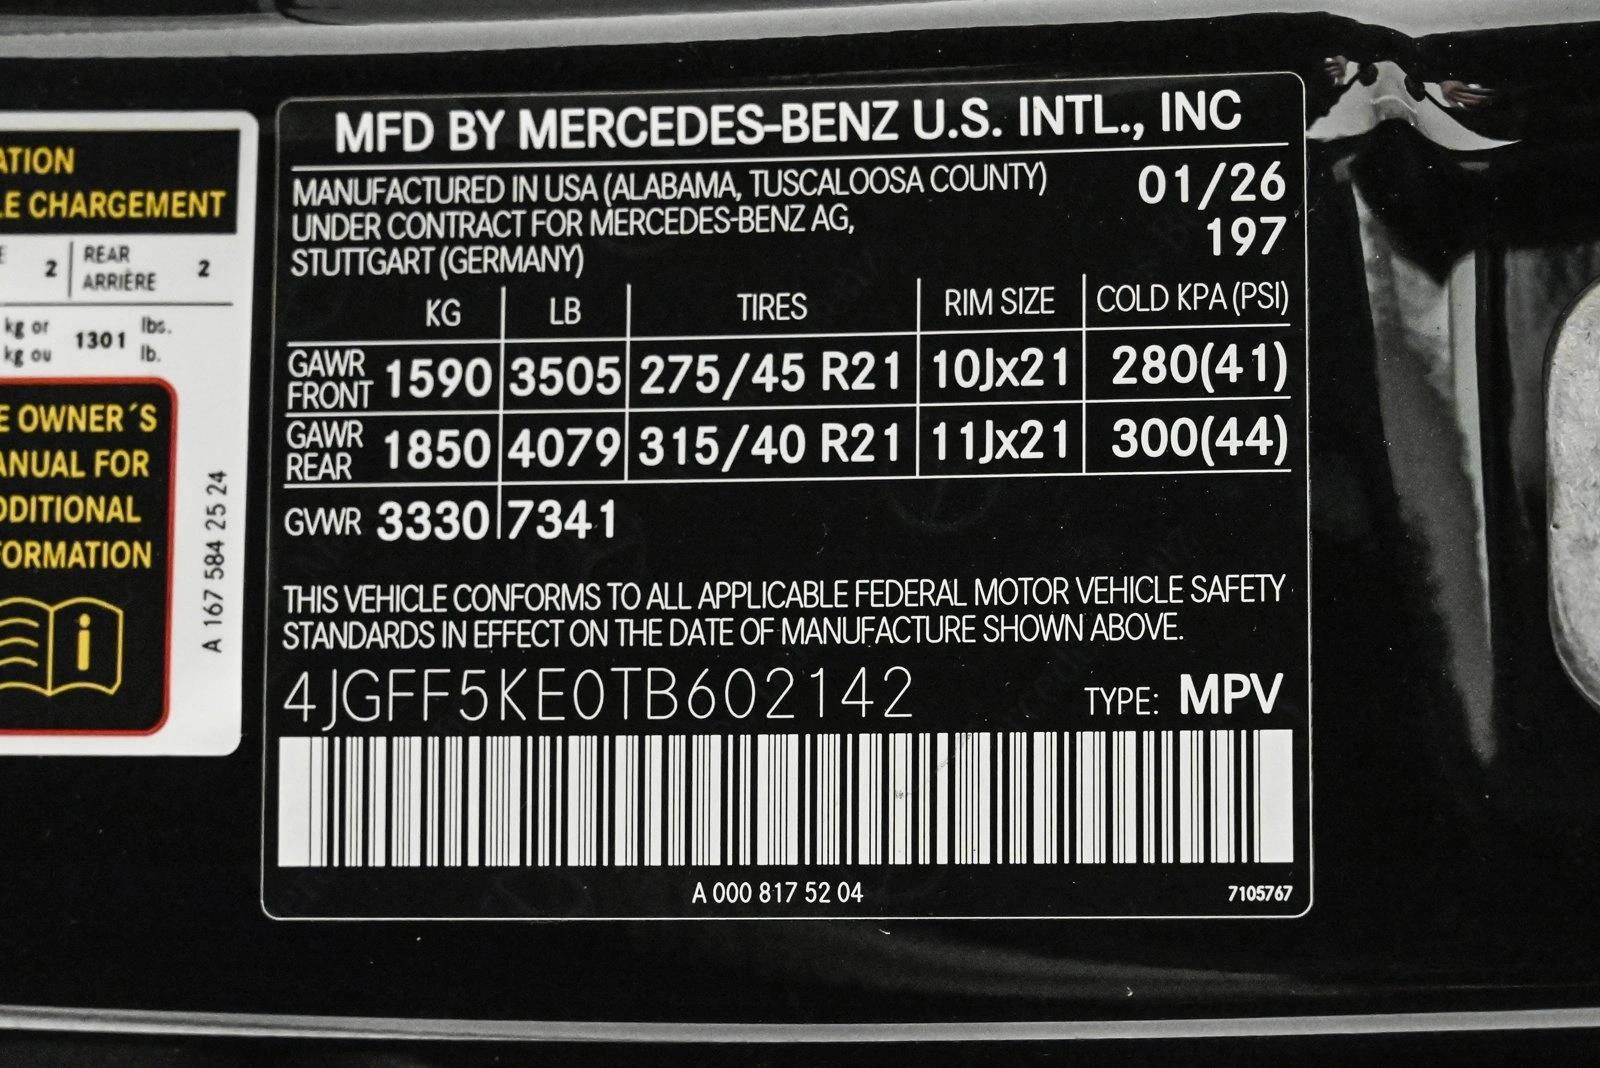 ATION
LE CHARGEMENT
2 REAR 2
ARRIÈRE
kg or 1301 lbs.
kg ou lb.
E OWNER´S
ANUAL FOR
DDITIONAL
FORMATION
i
A 167 584 25 24
MFD BY MERCEDES-BENZ U.S. INTL., INC
MANUFACTURED IN USA (ALABAMA, TUSCALOOSA COUNTY) 01/26
UNDER CONTRACT FOR MERCEDES-BENZ AG, 197
STUTTGART (GERMANY)
KG LB TIRES RIM SIZE COLD KPA (PSI)
GAWR FRONT 1590 3505 275/45 R21 10Jx21 280(41)
GAWR REAR 1850 4079 315/40 R21 11Jx21 300(44)
GVWR 3330 7341
THIS VEHICLE CONFORMS TO ALL APPLICABLE FEDERAL MOTOR VEHICLE SAFETY
STANDARDS IN EFFECT ON THE DATE OF MANUFACTURE SHOWN ABOVE.
4JGFF5KE0TB602142 TYPE: MPV
A 000 817 52 04 7105767